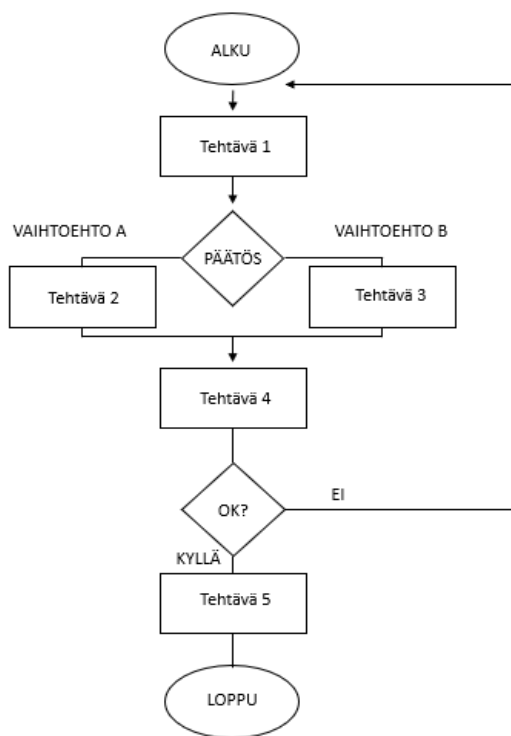 ALKU
Tehtävä 1
VAIHTOEHTO A
VAIHTOEHTO B
PÄÄTÖS
Tehtävä 2
Tehtävä 3
Tehtävä 4
OK?
EI
KYLLÄ
Tehtävä 5
LOPPU